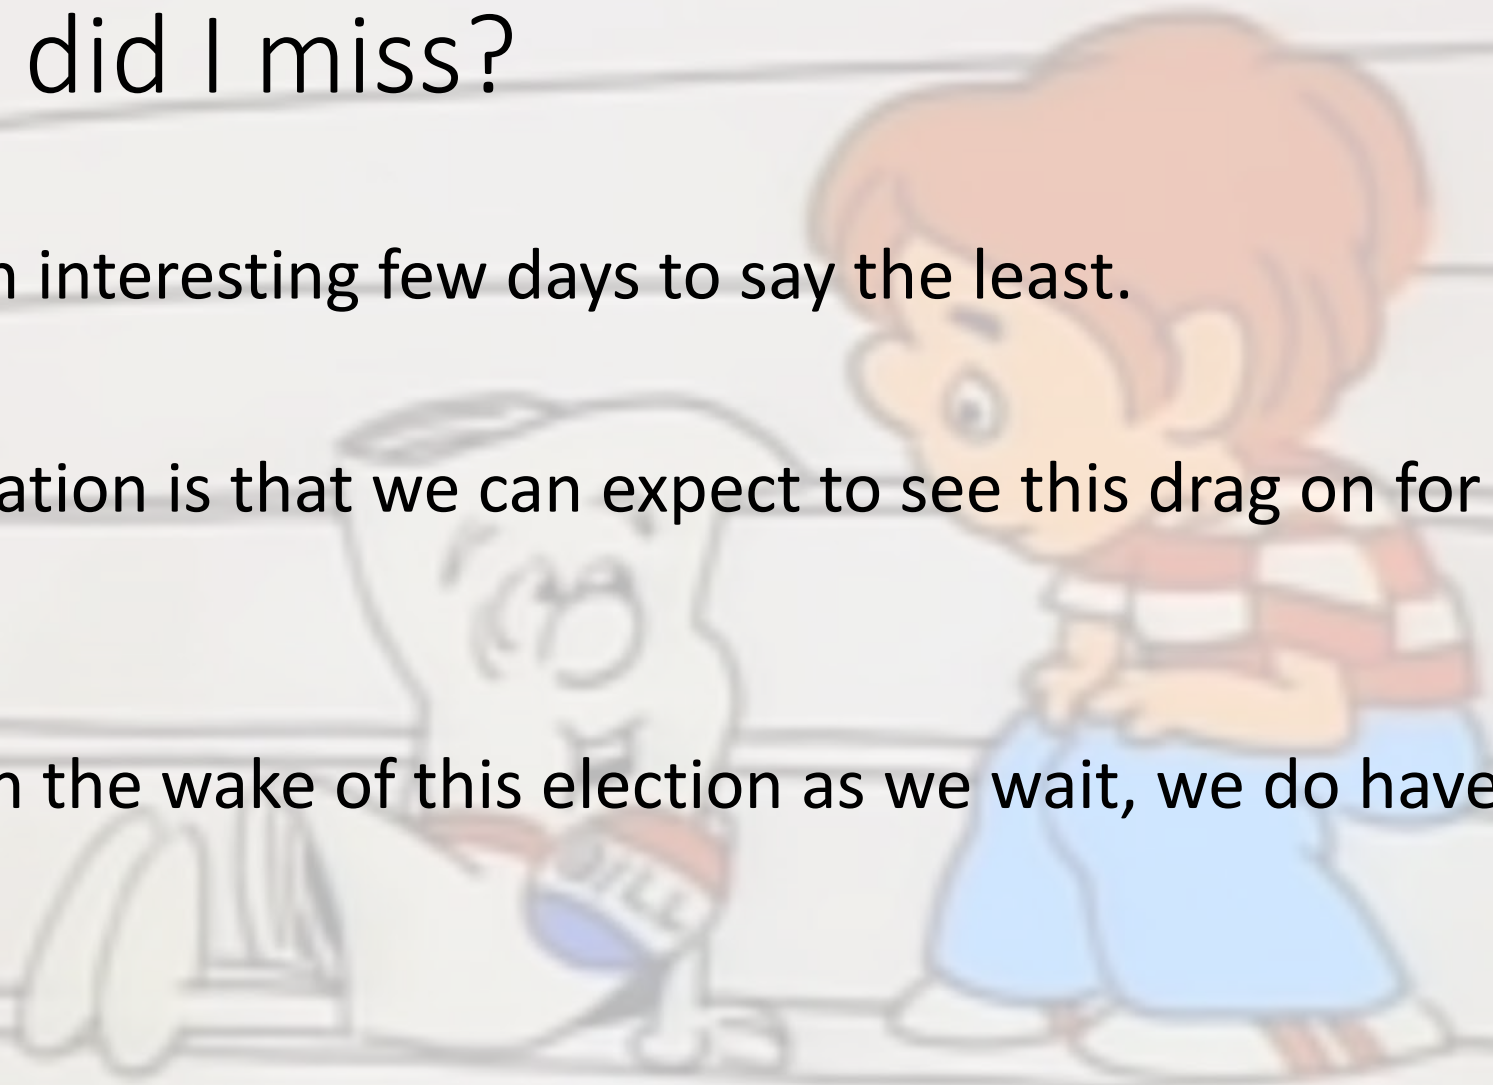 did I miss?
n interesting few days to say the least.
ation is that we can expect to see this drag on for
n the wake of this election as we wait, we do have
BILL